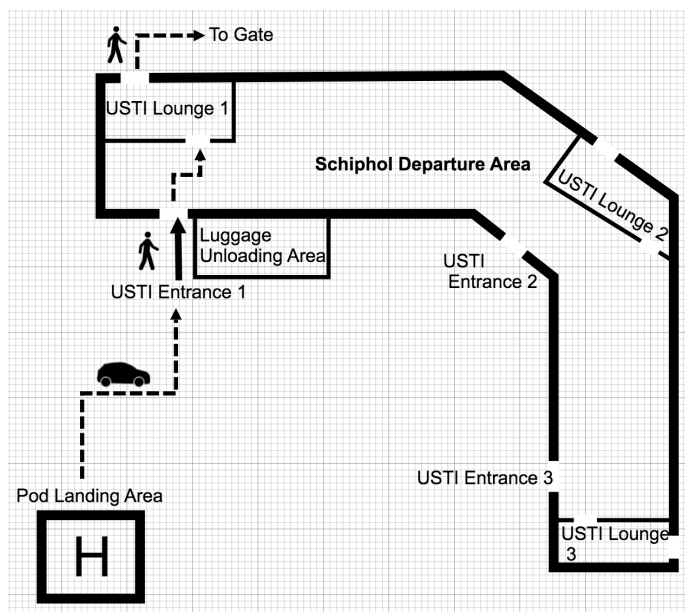 To Gate
USTI Lounge 1
Schiphol Departure Area
USTI Lounge 2
Luggage
Unloading Area
USTI
Entrance 2
USTI Entrance 1
USTI Entrance 3
Pod Landing Area
H
USTI Lounge
3